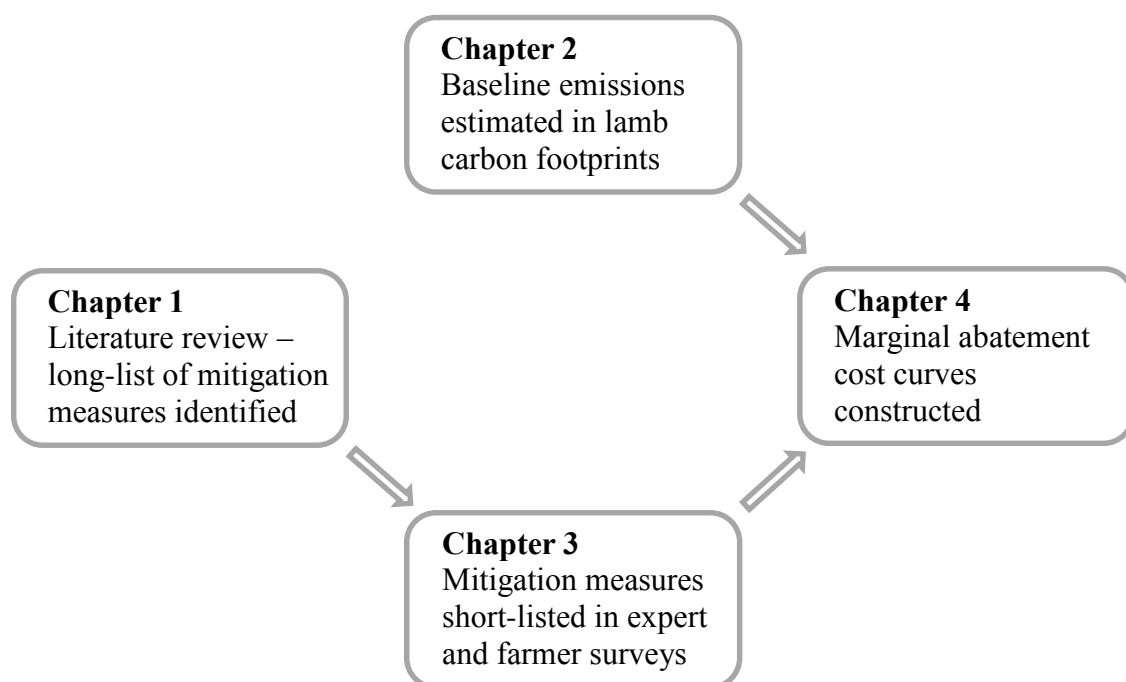 Chapter 2
Baseline emissions
estimated in lamb
carbon footprints
Chapter 1
Literature review –
long-list of mitigation
measures identified
Chapter 4
Marginal abatement
cost curves
constructed
Chapter 3
Mitigation measures
short-listed in expert
and farmer surveys